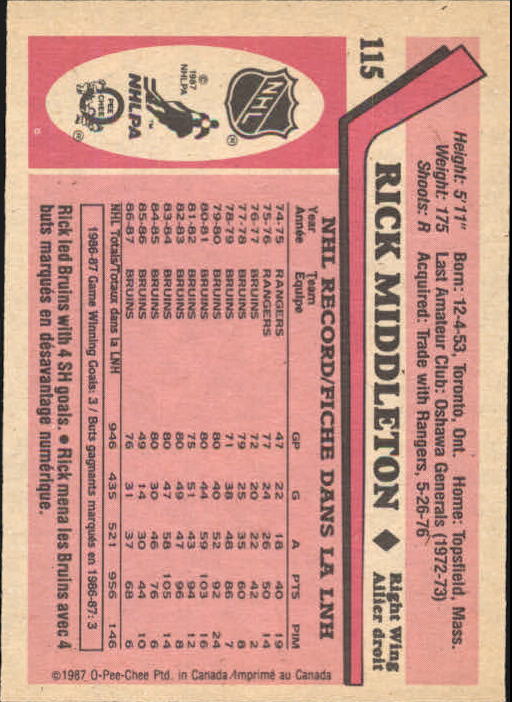 115
RICK MIDDLETON ◆ Right Wing
Ailier droit
Height: 5'11" Born: 12-4-53, Toronto, Ont. Home: Topsfield, Mass.
Weight: 175 Last Amateur Club: Oshawa Generals (1972-73)
Shoots: R Acquired: Trade with Rangers, 5-26-76
NHL ®
© 1987 NHLPA
NHLPA ™
O PEE CHEE ®
NHL RECORD/FICHE DANS LA LNH
Year Team GP G A PTS PIM
Année Equipe
74-75 RANGERS 47 22 18 40 19
75-76 RANGERS 77 24 26 50 14
76-77 BRUINS 72 20 22 42 2
77-78 BRUINS 79 25 35 60 8
78-79 BRUINS 71 38 48 86 7
79-80 BRUINS 80 40 52 92 24
80-81 BRUINS 80 44 59 103 16
81-82 BRUINS 75 51 43 94 12
82-83 BRUINS 80 49 47 96 8
83-84 BRUINS 80 47 58 105 14
84-85 BRUINS 80 30 46 76 6
85-86 BRUINS 49 14 30 44 10
86-87 BRUINS 76 31 37 68 6
NHL Totals/Totaux dans la LNH 946 435 521 956 146
1986-87 Game Winning Goals: 3 / Buts gagnants marqués en 1986-87: 3
Rick led Bruins with 4 SH goals. • Rick mena les Bruins avec 4
buts marqués en désavantage numérique.
©1987 O-Pee-Chee Ptd. in Canada/Imprimé au Canada